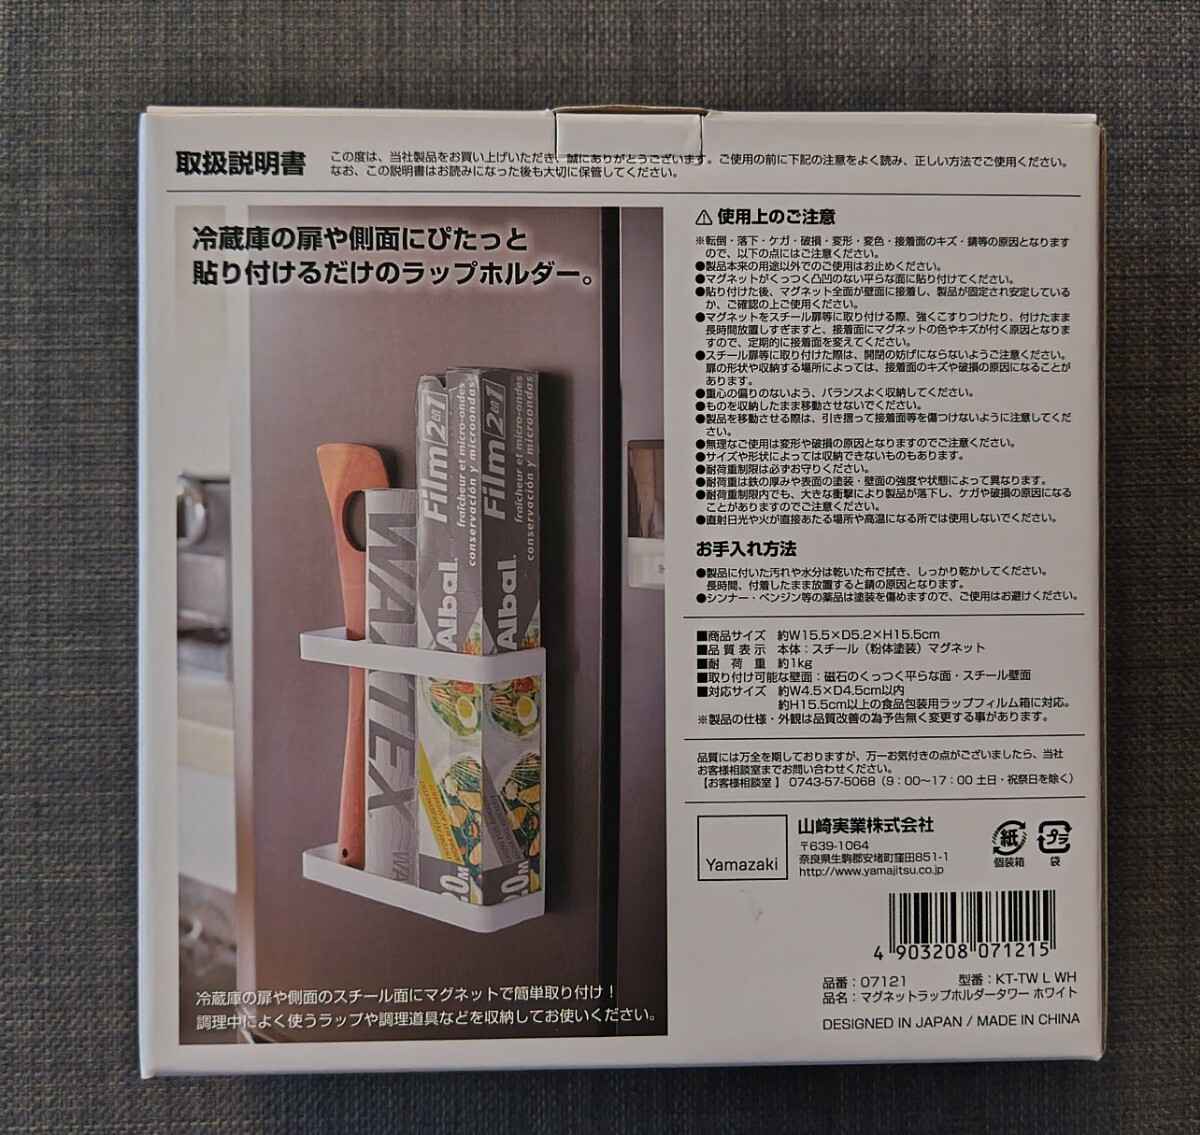 取扱説明書
この度は、当社製品をお買い上げいただき、誠にありがとうございます。ご使用の前に下記の注意をよく読み、正しい方法でご使用ください。
なお、この説明書はお読みになった後も大切に保管してください。
冷蔵庫の扉や側面にぴたっと
貼り付けるだけのラップホルダー。
WAXTEX
Albal.
Film 2en1
fraîcheur et micro-ondes
conservación y microondas
Albal.
Film 2en1
fraîcheur et micro-ondes
conservación y microondas
冷蔵庫の扉や側面のスチール面にマグネットで簡単取り付け!
調理中によく使うラップや調理道具などを収納してお使いください。
⚠ 使用上のご注意
※転倒・落下・ケガ・破損・変形・変色・接着面のキズ・錆等の原因となります
ので、以下の点にはご注意ください。
●製品本来の用途以外でのご使用はお止めください。
●マグネットがくっつく凸凹のない平らな面に貼り付けてください。
●貼り付けた後、マグネット全面が壁面に接着し、製品が固定され安定している
か、ご確認の上ご使用ください。
●マグネットをスチール扉等に取り付ける際、強くこすりつけたり、付けたまま
長時間放置しすぎますと、接着面にマグネットの色やキズが付く原因となりま
すので、定期的に接着面を変えてください。
●スチール扉等に取り付けた際は、開閉の妨げにならないようご注意ください。
扉の形状や収納する場所によっては、接着面のキズや破損の原因になることが
あります。
●重心の偏りのないよう、バランスよく収納してください。
●ものを収納したまま移動させないでください。
●製品を移動させる際は、引き摺って接着面等を傷つけないように注意してくだ
さい。
●無理なご使用は変形や破損の原因となりますのでご注意ください。
●サイズや形状によっては収納できないものもあります。
●耐荷重制限は必ずお守りください。
●耐荷重は鉄の厚みや表面の塗装・壁面の強度や状態によって異なります。
●耐荷重制限内でも、大きな衝撃により製品が落下し、ケガや破損の原因になる
ことがありますのでご注意ください。
●直射日光や火が直接あたる場所や高温になる所では使用しないでください。
お手入れ方法
●製品に付いた汚れや水分は乾いた布で拭き、しっかり乾かしてください。
長時間、付着したまま放置すると錆の原因となります。
●シンナー・ベンジン等の薬品は塗装を傷めますので、ご使用はお避けください。
■商品サイズ 約W15.5×D5.2×H15.5cm
■品質表示 本体：スチール（粉体塗装）マグネット
■耐荷重 約1kg
■取り付け可能な壁面：磁石のくっつく平らな面・スチール壁面
■対応サイズ 約W4.5×D4.5cm以内
約H15.5cm以上の食品包装用ラップフィルム箱に対応。
※製品の仕様・外観は品質改善の為予告無く変更する事があります。
品質には万全を期しておりますが、万一お気付きの点がございましたら、当社
お客様相談室までお問い合わせください。
【お客様相談室】 0743-57-5068（9：00〜17：00 土日・祝祭日を除く）
Yamazaki
山崎実業株式会社
〒639-1064
奈良県生駒郡安堵町窪田851-1
http://www.yamajitsu.co.jp
紙
個装箱
プラ
袋
4 903208 071215
品番：07121 型番：KT-TW L WH
品名：マグネットラップホルダータワー ホワイト
DESIGNED IN JAPAN / MADE IN CHINA